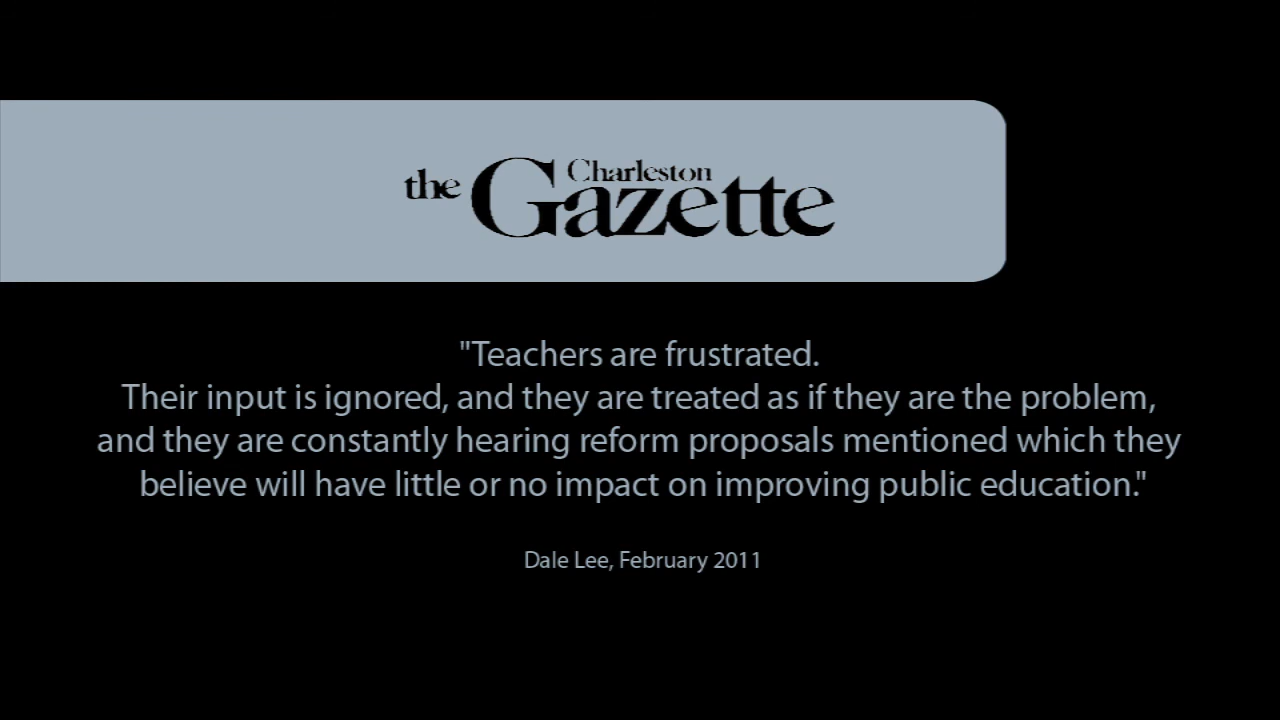 the Charleston Gazette
"Teachers are frustrated.
Their input is ignored, and they are treated as if they are the problem,
and they are constantly hearing reform proposals mentioned which they
believe will have little or no impact on improving public education."
Dale Lee, February 2011